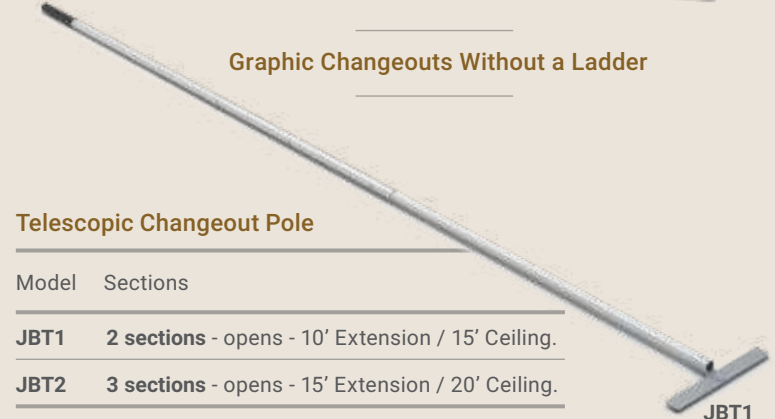 Graphic Changeouts Without a Ladder
Telescopic Changeout Pole
Model Sections
JBT1 2 sections - opens - 10’ Extension / 15’ Ceiling.
JBT2 3 sections - opens - 15’ Extension / 20’ Ceiling.
JBT1